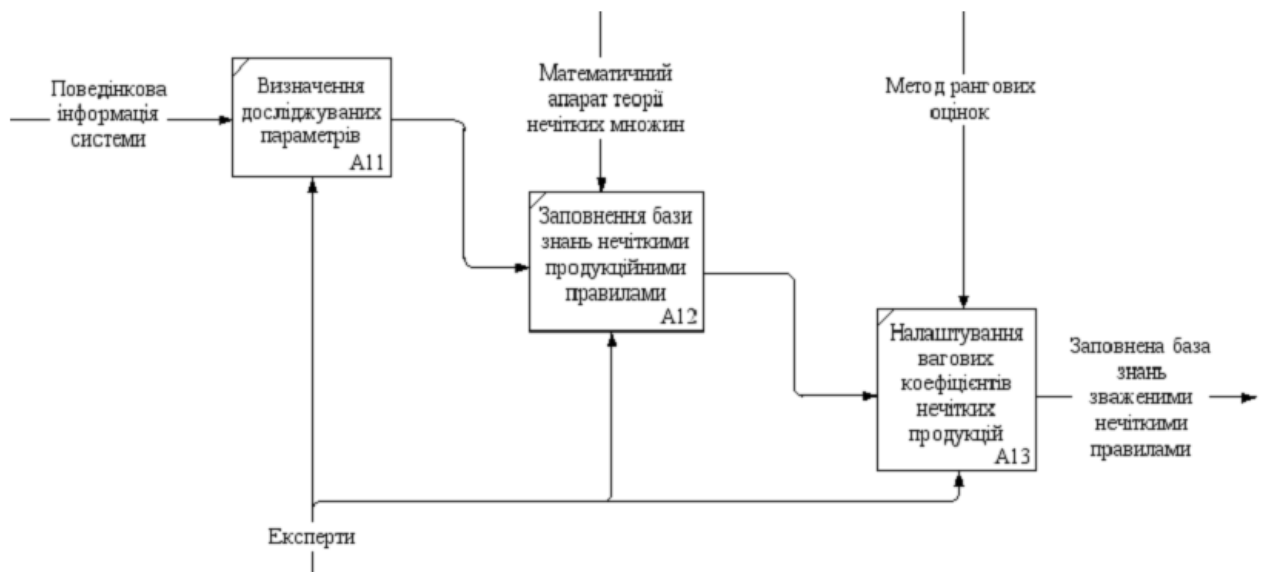 Поведінкова
інформація
системи
Визначення
досліджуваних
параметрів
A11
Математичний
апарат теорії
нечітких множин
Метод рангових
оцінок
Заповнення бази
знань нечіткими
продукційними
правилами
A12
Налаштування
вагових
коефіцієнтів
нечітких
продукцій
A13
Заповнена база
знань
зваженими
нечіткими
правилами
Експерти